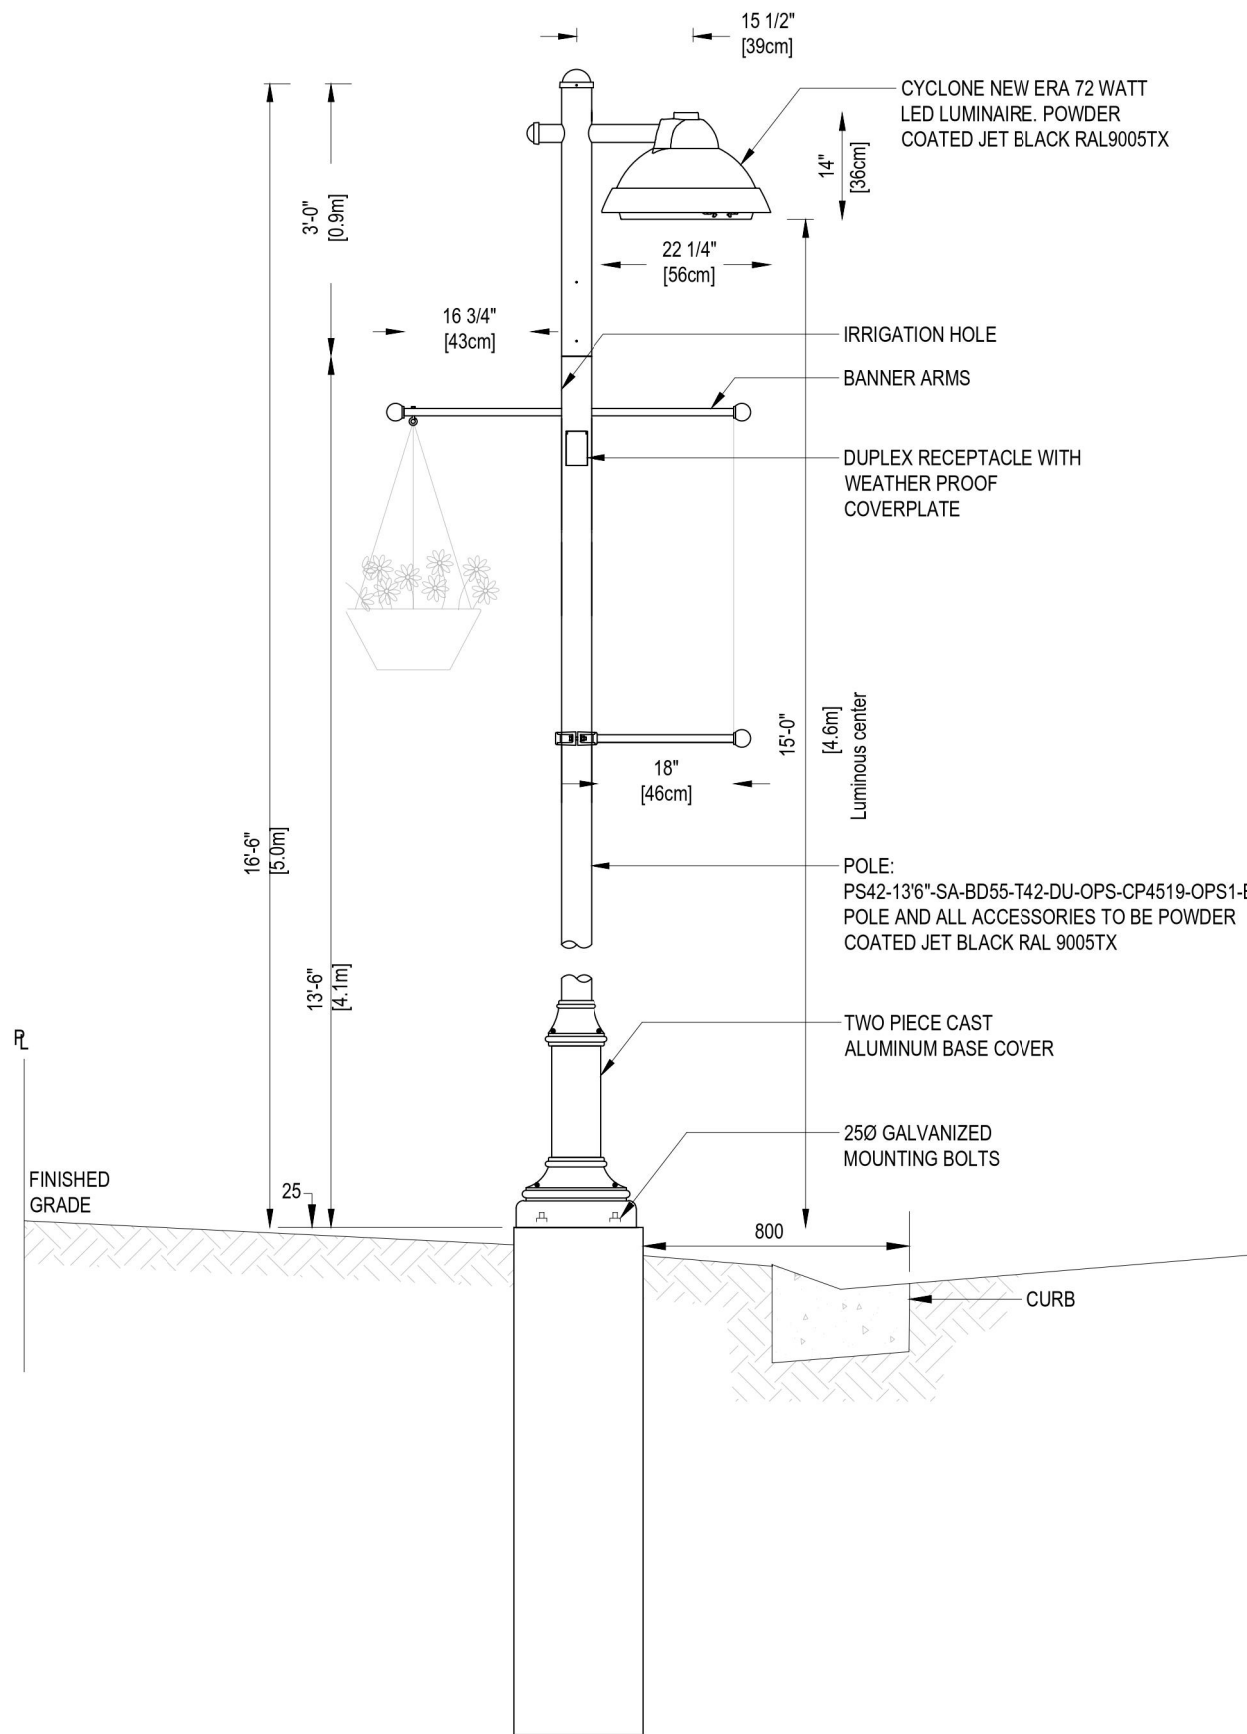 15 1/2"
[39cm]
CYCLONE NEW ERA 72 WATT
LED LUMINAIRE. POWDER
COATED JET BLACK RAL9005TX
14"
[36cm]
3'-0"
[0.9m]
22 1/4"
[56cm]
16 3/4"
[43cm]
IRRIGATION HOLE
BANNER ARMS
DUPLEX RECEPTACLE WITH
WEATHER PROOF
COVERPLATE
15'-0"
[4.6m]
Luminous center
18"
[46cm]
16'-6"
[5.0m]
POLE:
PS42-13'6"-SA-BD55-T42-DU-OPS-CP4519-OPS1-
POLE AND ALL ACCESSORIES TO BE POWDER
COATED JET BLACK RAL 9005TX
13'-6"
[4.1m]
PL
TWO PIECE CAST
ALUMINUM BASE COVER
25Ø GALVANIZED
MOUNTING BOLTS
FINISHED
GRADE
25
800
CURB